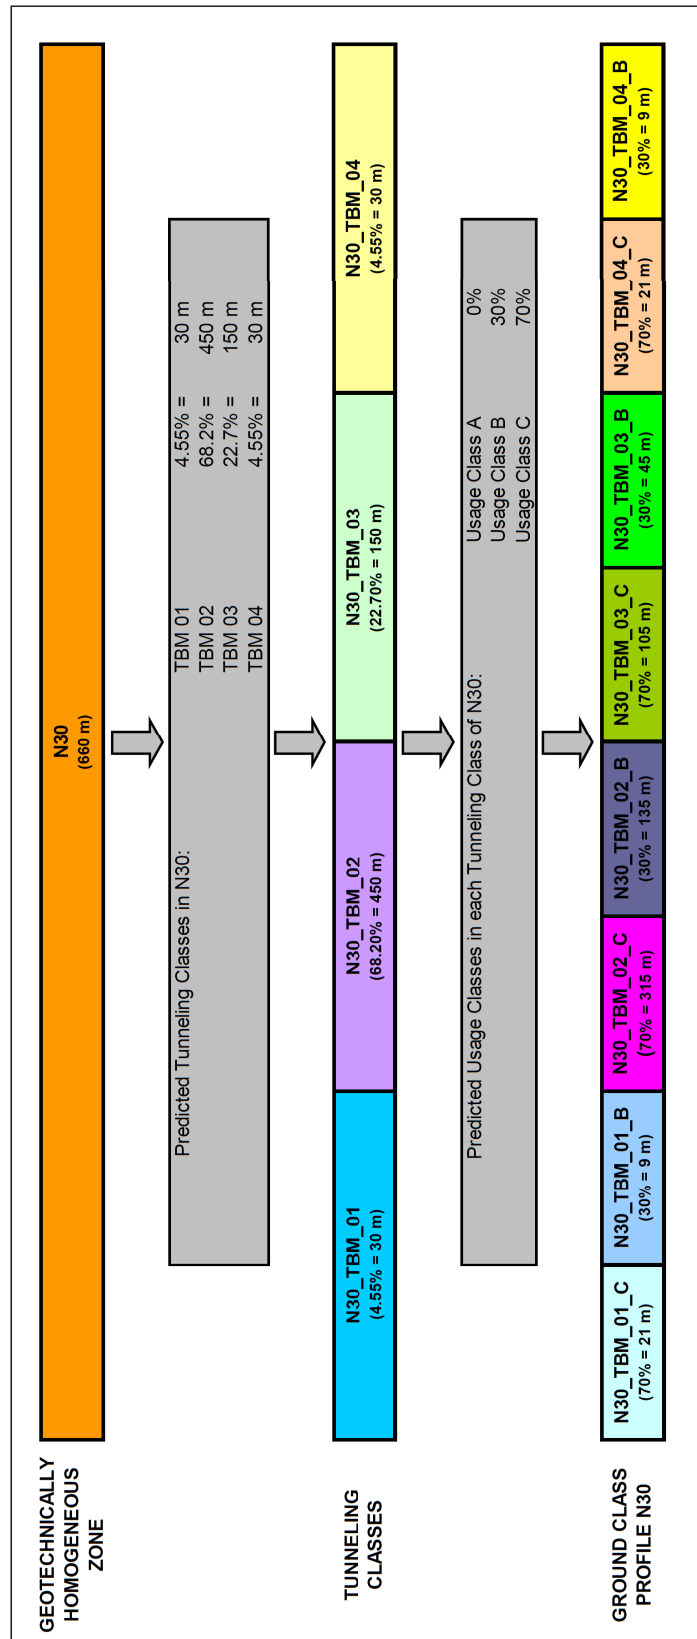 GEOTECHNICALLY
HOMOGENEOUS
ZONE
N30
(660 m)
Predicted Tunneling Classes in N30:
TBM 01 4.55% = 30 m
TBM 02 68.2% = 450 m
TBM 03 22.7% = 150 m
TBM 04 4.55% = 30 m
TUNNELING
CLASSES
N30_TBM_01
(4.55% = 30 m)
N30_TBM_02
(68.20% = 450 m)
N30_TBM_03
(22.70% = 150 m)
N30_TBM_04
(4.55% = 30 m)
Predicted Usage Classes in each Tunneling Class of N30:
Usage Class A 0%
Usage Class B 30%
Usage Class C 70%
GROUND CLASS
PROFILE N30
N30_TBM_01_C
(70% = 21 m)
N30_TBM_01_B
(30% = 9 m)
N30_TBM_02_C
(70% = 315 m)
N30_TBM_02_B
(30% = 135 m)
N30_TBM_03_C
(70% = 105 m)
N30_TBM_03_B
(30% = 45 m)
N30_TBM_04_C
(70% = 21 m)
N30_TBM_04_B
(30% = 9 m)